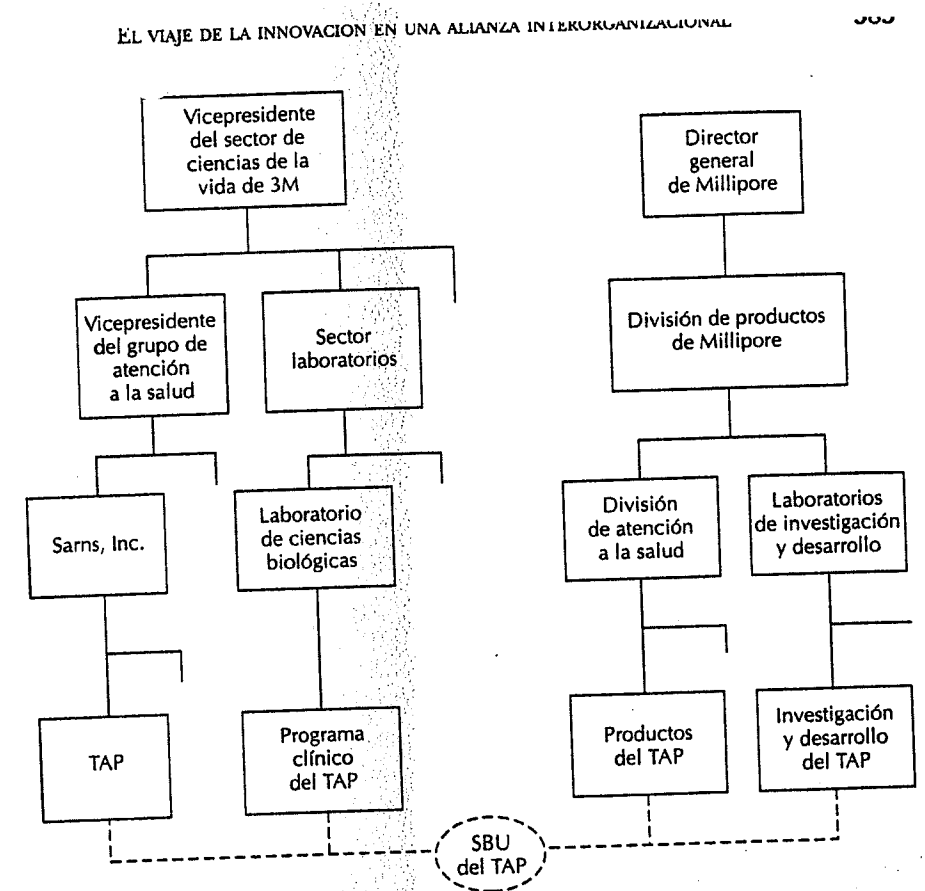 EL VIAJE DE LA INNOVACION EN UNA ALIANZA INTERORGANIZACIONAL
Vicepresidente
del sector de
ciencias de la
vida de 3M
Director
general
de Millipore
Vicepresidente
del grupo de
atención
a la salud
Sector
laboratorios
División de productos
de Millipore
Sarns, Inc.
Laboratorio
de ciencias
biológicas
División
de atención
a la salud
Laboratorios
de investigación
y desarrollo
TAP
Programa
clínico
del TAP
Productos
del TAP
Investigación
y desarrollo
del TAP
SBU
del TAP